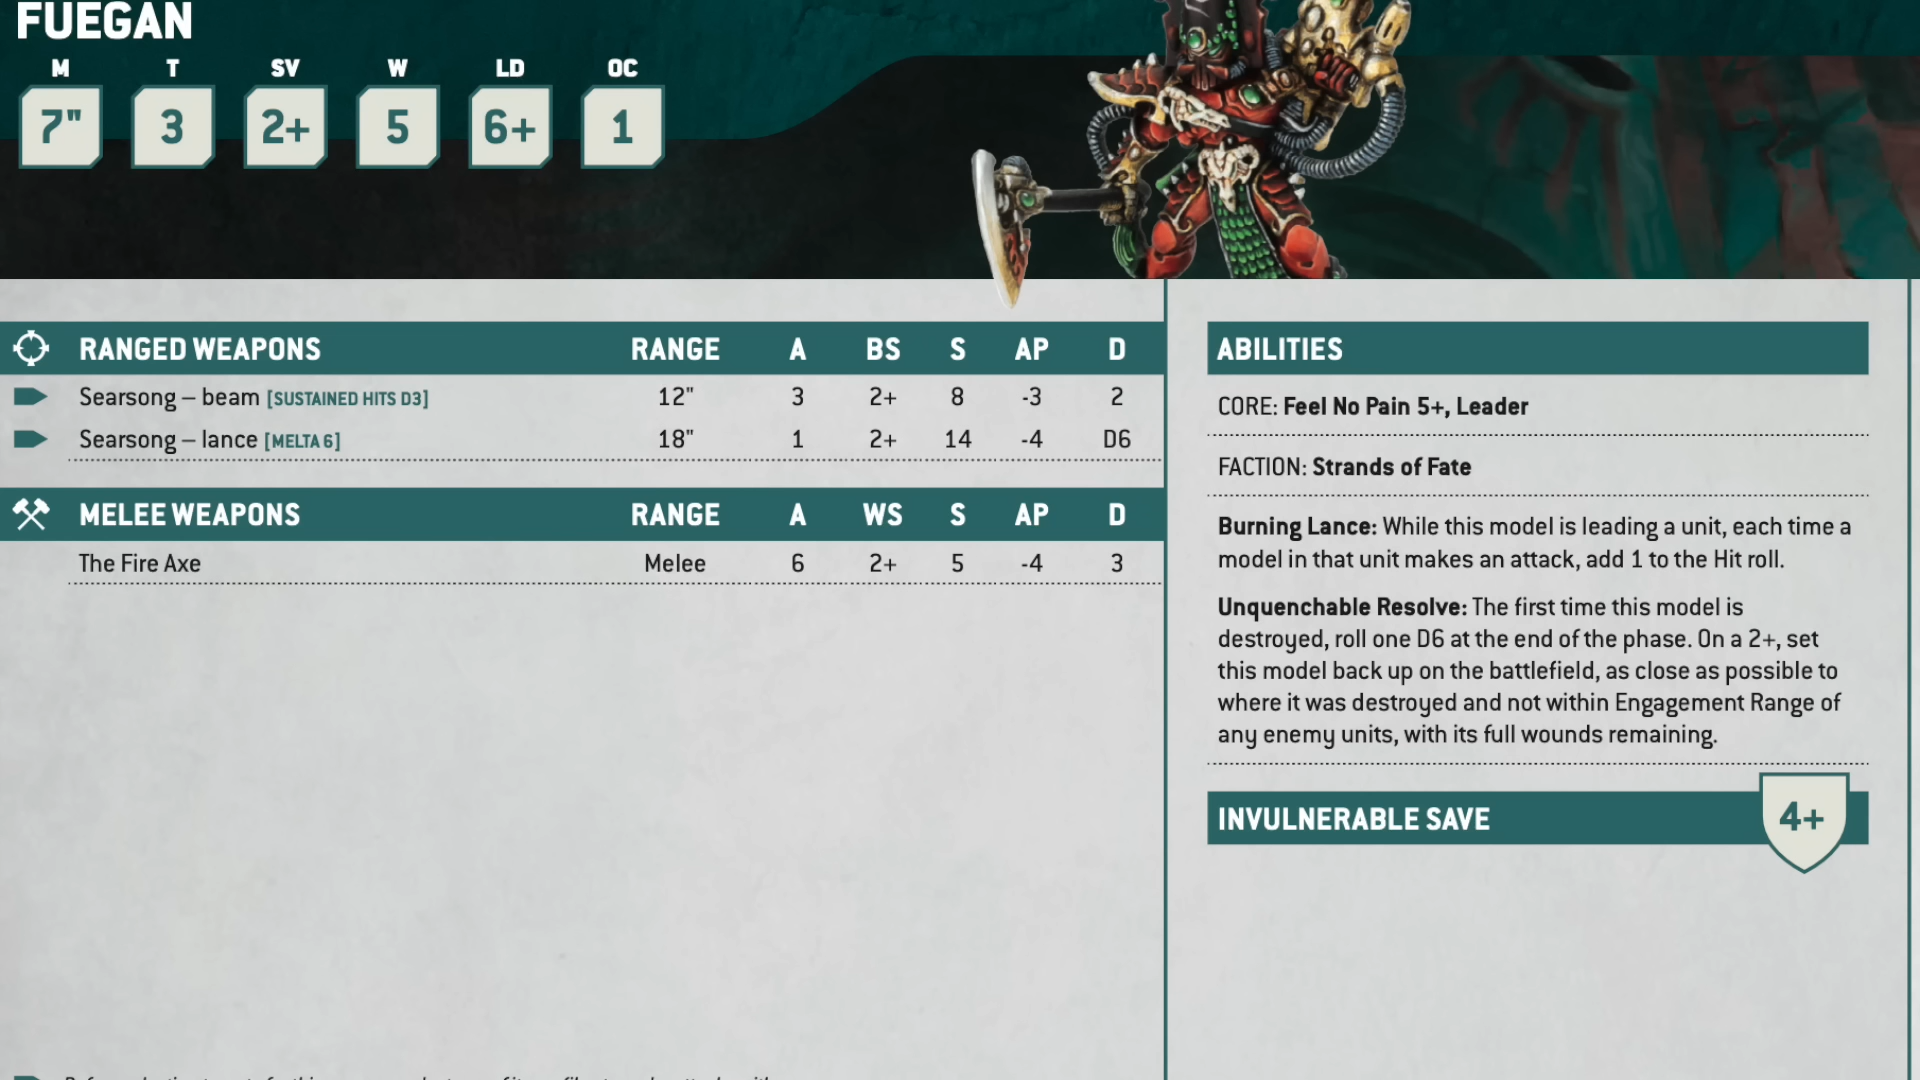 FUEGAN
M T SV W LD OC
7" 3 2+ 5 6+ 1
RANGED WEAPONS RANGE A BS S AP D
Searsong – beam [SUSTAINED HITS D3] 12" 3 2+ 8 -3 2
Searsong – lance [MELTA 6] 18" 1 2+ 14 -4 D6
MELEE WEAPONS RANGE A WS S AP D
The Fire Axe Melee 6 2+ 5 -4 3
ABILITIES
CORE: Feel No Pain 5+, Leader
FACTION: Strands of Fate
Burning Lance: While this model is leading a unit, each time a
model in that unit makes an attack, add 1 to the Hit roll.
Unquenchable Resolve: The first time this model is
destroyed, roll one D6 at the end of the phase. On a 2+, set
this model back up on the battlefield, as close as possible to
where it was destroyed and not within Engagement Range of
any enemy units, with its full wounds remaining.
INVULNERABLE SAVE 4+